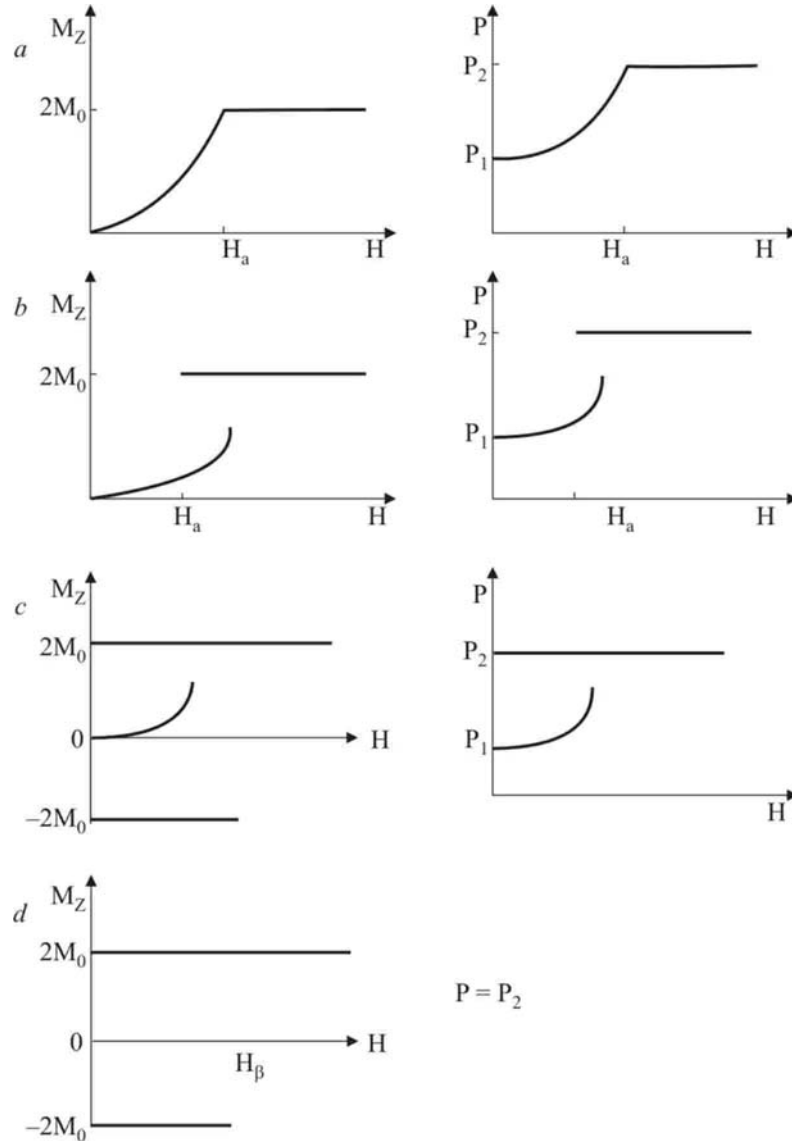 a
M_Z
2M_0
H_a
H
P
P_2
P_1
H_a
H
b
M_Z
2M_0
H_a
H
P
P_2
P_1
H_a
H
c
M_Z
2M_0
0
H
–2M_0
P
P_2
P_1
H
d
M_Z
2M_0
0
H_β
H
–2M_0
P = P_2